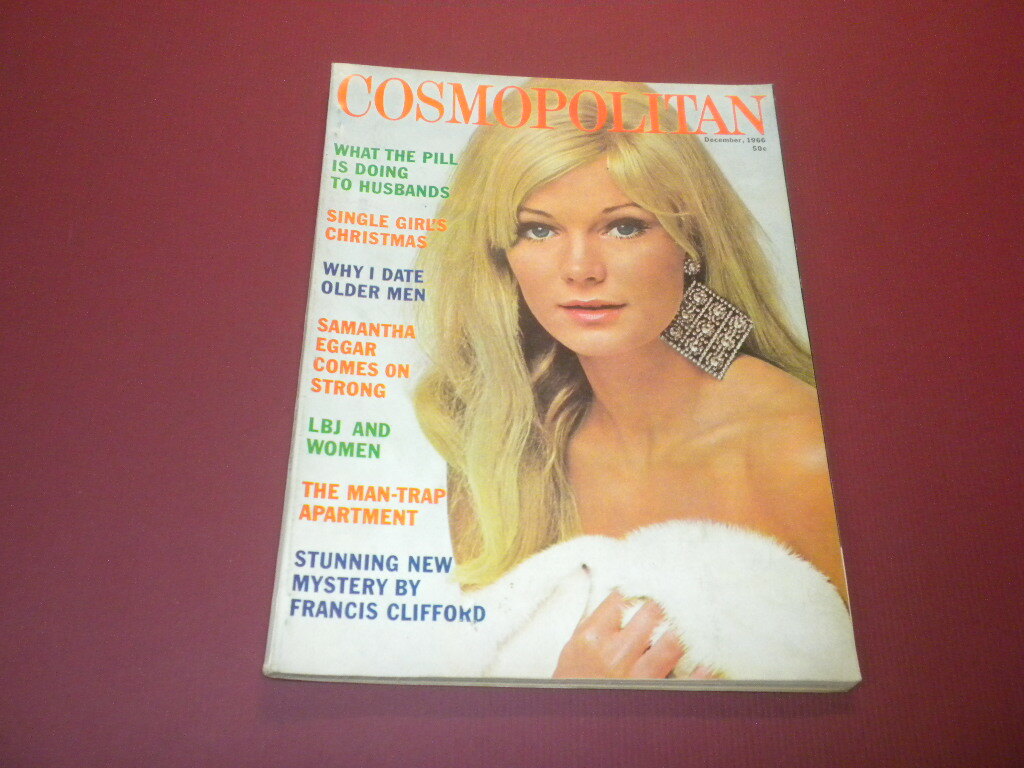 COSMOPOLITAN
December, 1966
50c
WHAT THE PILL
IS DOING
TO HUSBANDS
SINGLE GIRL'S
CHRISTMAS
WHY I DATE
OLDER MEN
SAMANTHA
EGGAR
COMES ON
STRONG
LBJ AND
WOMEN
THE MAN-TRAP
APARTMENT
STUNNING NEW
MYSTERY BY
FRANCIS CLIFFORD